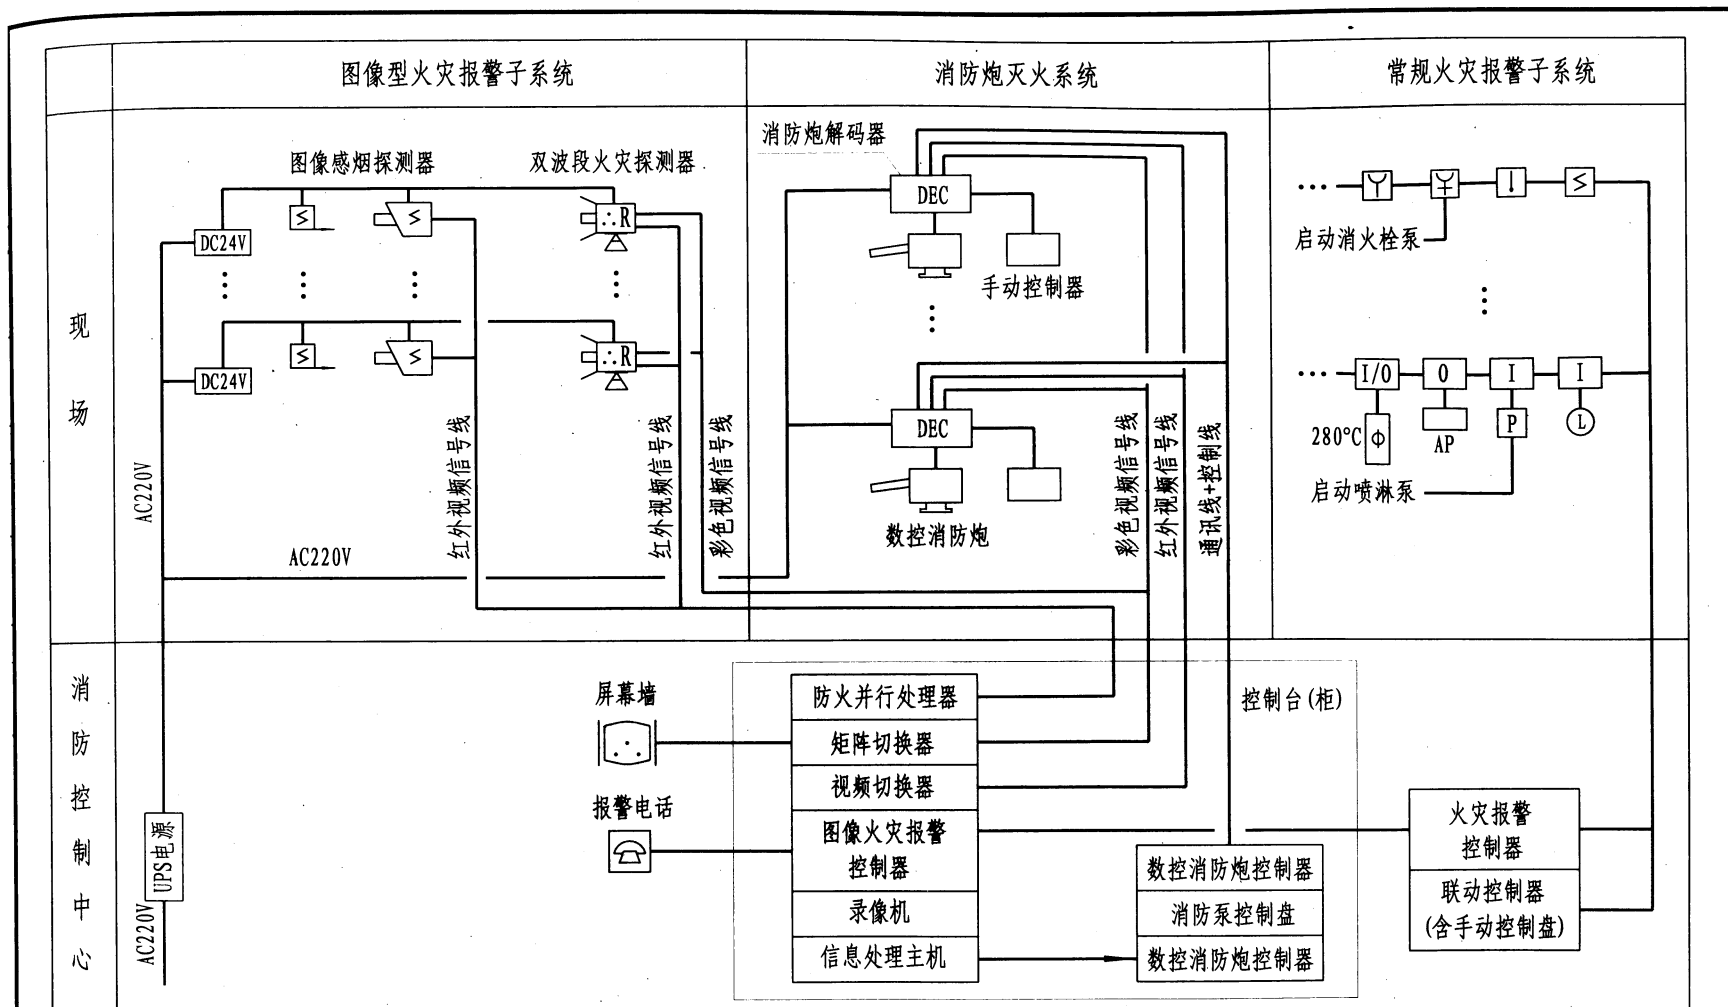 图像型火灾报警子系统
消防炮灭火系统
常规火灾报警子系统
现场
图像感烟探测器
双波段火灾探测器
DC24V
R
DC24V
R
AC220V
AC220V
红外视频信号线
红外视频信号线
彩色视频信号线
消防炮解码器
DEC
手动控制器
DEC
数控消防炮
彩色视频信号线
红外视频信号线
通讯线+控制线
启动消火栓泵
I/O
O
I
I
280°C
Φ
AP
P
L
启动喷淋泵
消防控制中心
UPS电源
AC220V
屏幕墙
报警电话
控制台(柜)
防火并行处理器
矩阵切换器
视频切换器
图像火灾报警
控制器
录像机
信息处理主机
数控消防炮控制器
消防泵控制盘
数控消防炮控制器
火灾报警
控制器
联动控制器
(含手动控制盘)